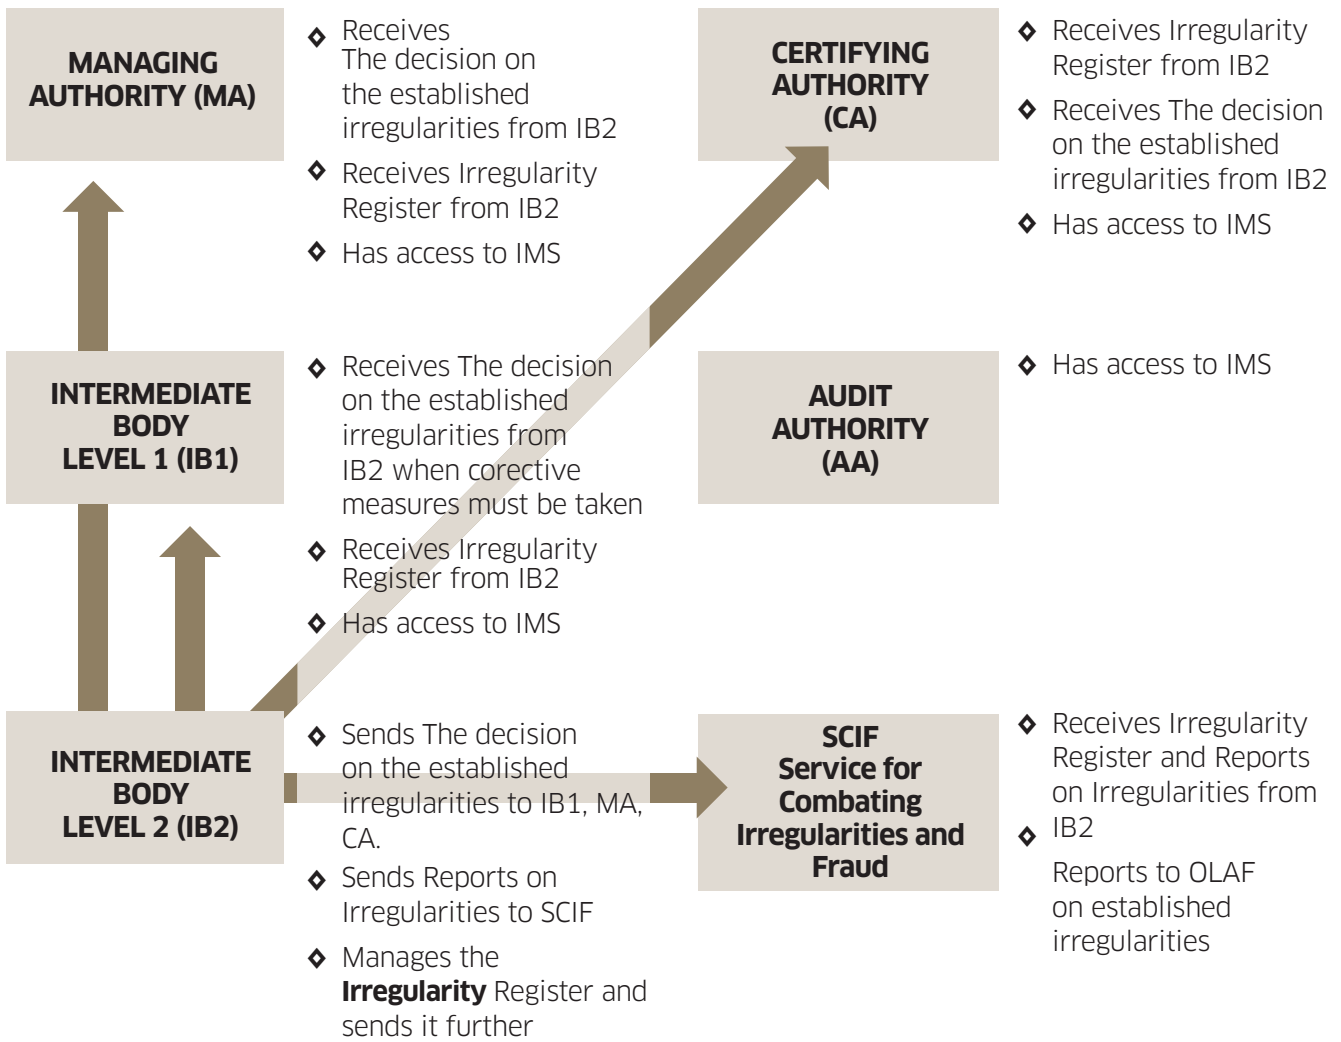 MANAGING
AUTHORITY (MA)
Receives
The decision on
the established
irregularities from IB2
Receives Irregularity
Register from IB2
Has access to IMS
CERTIFYING
AUTHORITY
(CA)
Receives Irregularity
Register from IB2
Receives The decision
on the established
irregularities from IB2
Has access to IMS
INTERMEDIATE
BODY
LEVEL 1 (IB1)
Receives The decision
on the established
irregularities from
IB2 when corective
measures must be taken
Receives Irregularity
Register from IB2
Has access to IMS
AUDIT
AUTHORITY
(AA)
Has access to IMS
INTERMEDIATE
BODY
LEVEL 2 (IB2)
Sends The decision
on the established
irregularities to IB1, MA,
CA.
Sends Reports on
Irregularities to SCIF
Manages the
Irregularity Register and
sends it further
SCIF
Service for
Combating
Irregularities and
Fraud
Receives Irregularity
Register and Reports
on Irregularities from
IB2
Reports to OLAF
on established
irregularities